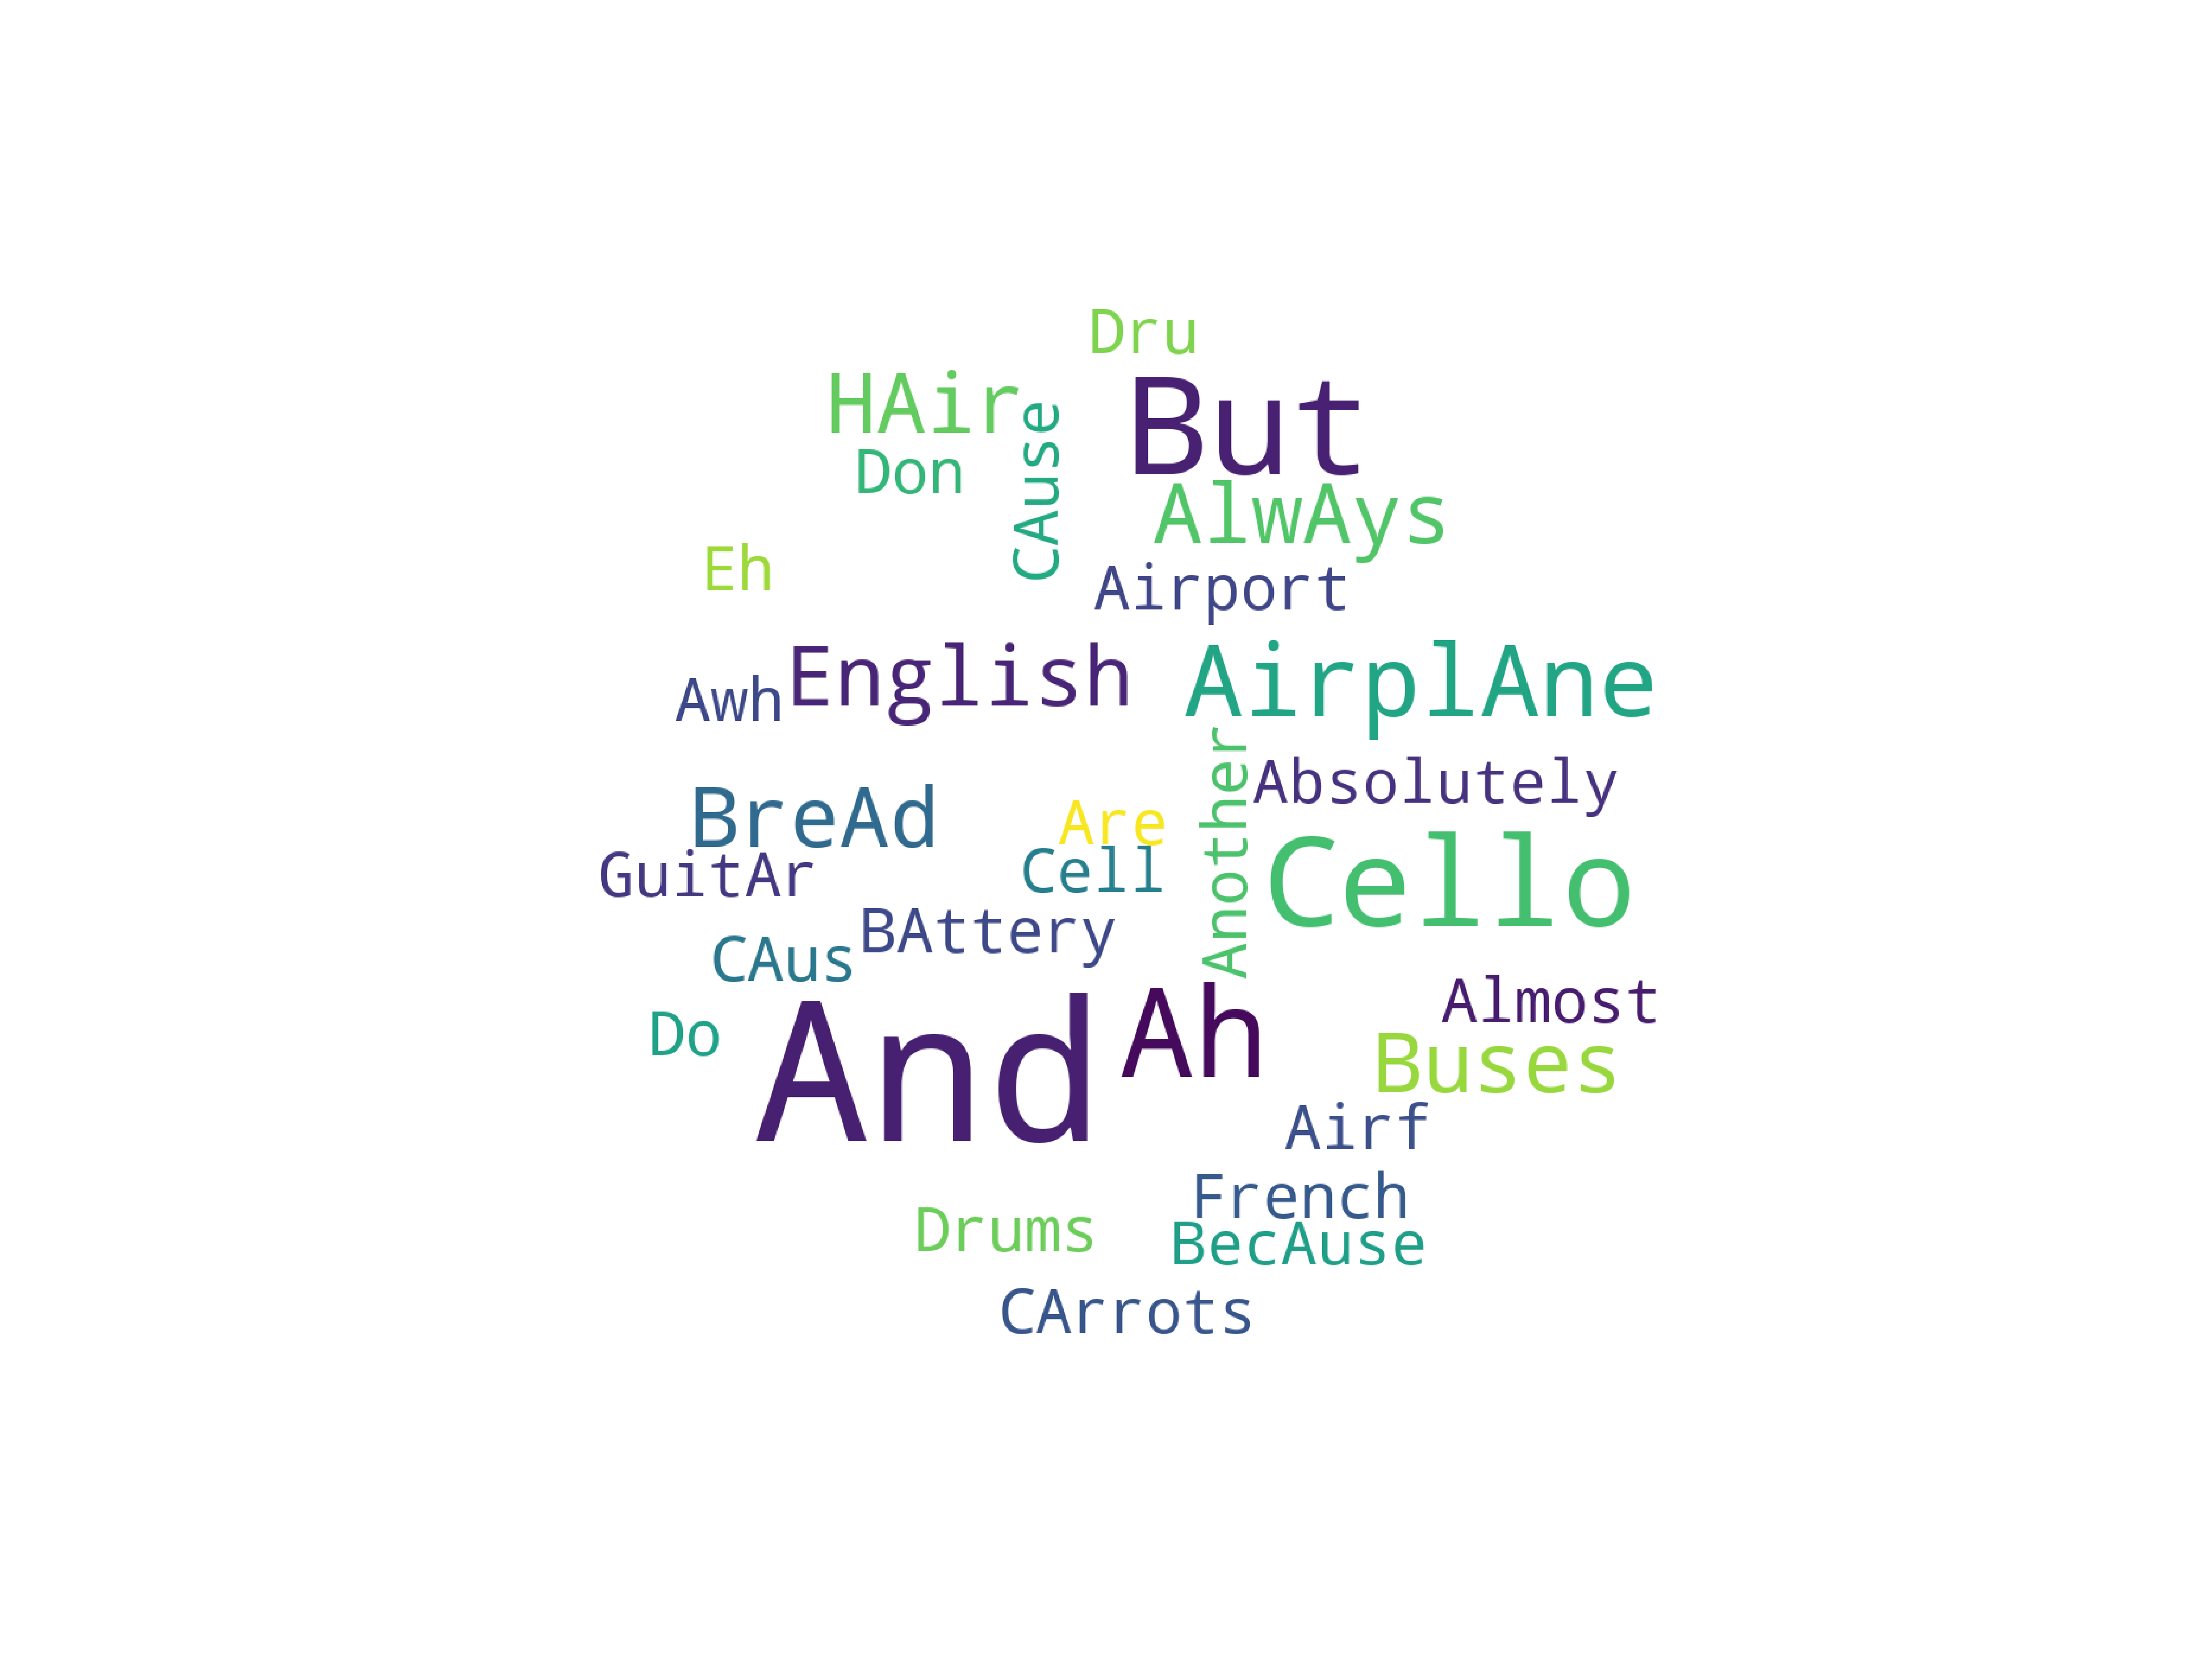 Dru
HAir
But
CAuse
Don
AlwAys
Eh
Airport
English
AirplAne
Awh
Another
Absolutely
BreAd
Are
Cello
GuitAr
Cell
BAttery
CAus
And
Ah
Almost
Do
Buses
Airf
French
Drums
BecAuse
CArrots